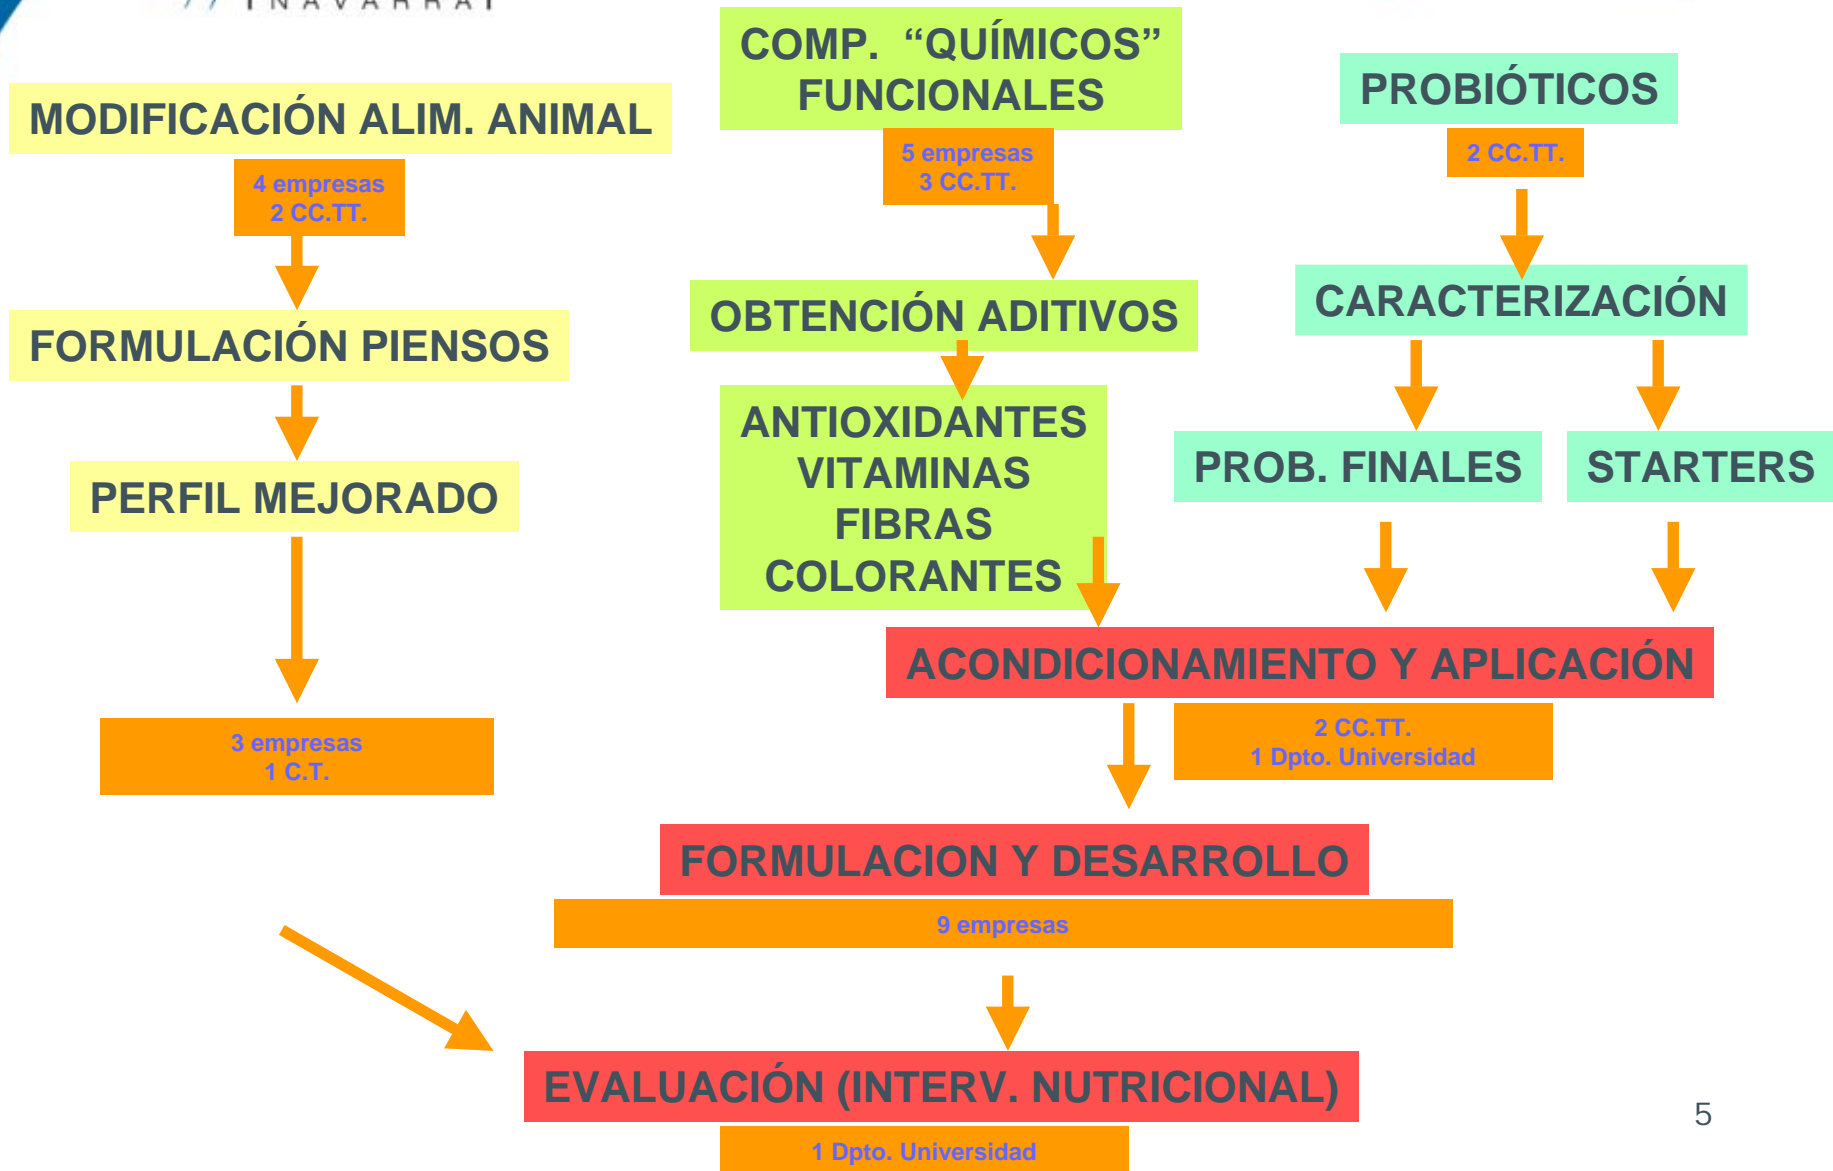 NAVARRA
COMP. “QUÍMICOS”
FUNCIONALES
PROBIÓTICOS
MODIFICACIÓN ALIM. ANIMAL
5 empresas
3 CC.TT.
2 CC.TT.
4 empresas
2 CC.TT.
OBTENCIÓN ADITIVOS
CARACTERIZACIÓN
FORMULACIÓN PIENSOS
ANTIOXIDANTES
VITAMINAS
FIBRAS
COLORANTES
PROB. FINALES
STARTERS
PERFIL MEJORADO
ACONDICIONAMIENTO Y APLICACIÓN
3 empresas
1 C.T.
2 CC.TT.
1 Dpto. Universidad
FORMULACION Y DESARROLLO
9 empresas
EVALUACIÓN (INTERV. NUTRICIONAL)
1 Dpto. Universidad
5